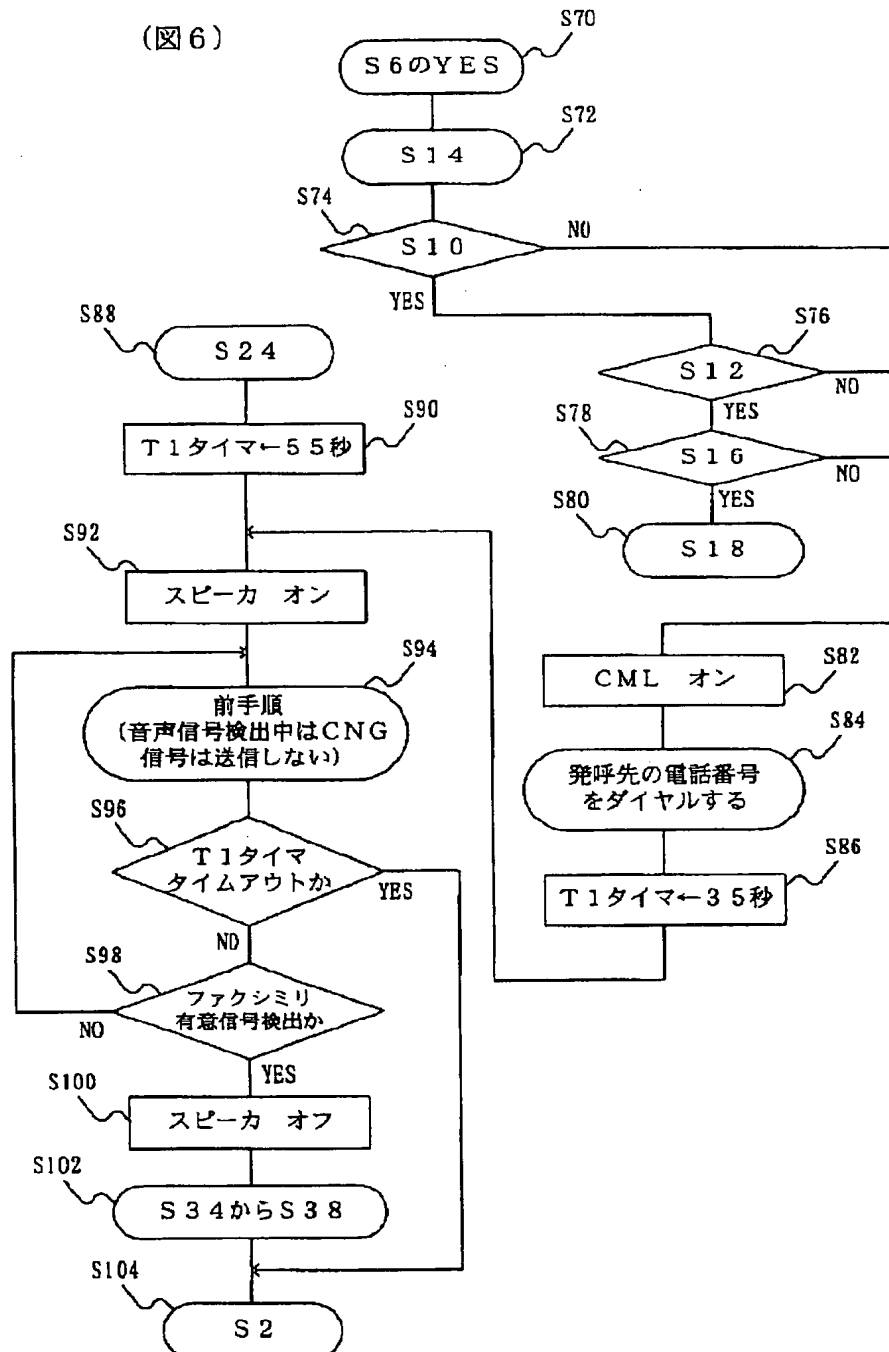 (図6)
S70
S6のYES
S72
S14
S74
S10
NO
YES
S76
S12
NO
YES
S78
S16
NO
YES
S80
S18
S82
CML オン
S84
発呼先の電話番号
をダイヤルする
S86
T1タイマ←35秒
S88
S24
S90
T1タイマ←55秒
S92
スピーカ オン
S94
前手順
(音声信号検出中はCNG
信号は送信しない)
S96
T1タイマ
タイムアウトか
YES
NO
S98
ファクシミリ
有意信号検出か
NO
YES
S100
スピーカ オフ
S102
S34からS38
S104
S2